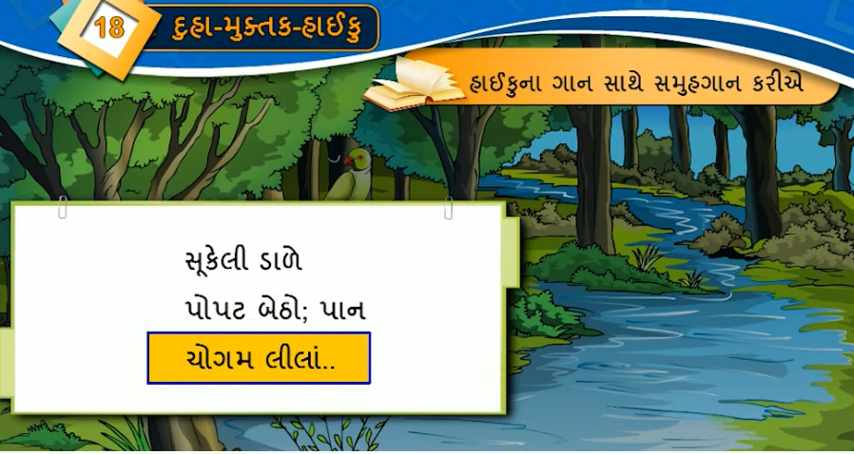 18
દુહા-મુક્તક-હાઈકુ
હાઈકુના ગાન સાથે સમુહગાન કરીએ
સૂકેલી ડાળે
પોપટ બેઠો; પાન
ચોગમ લીલાં..